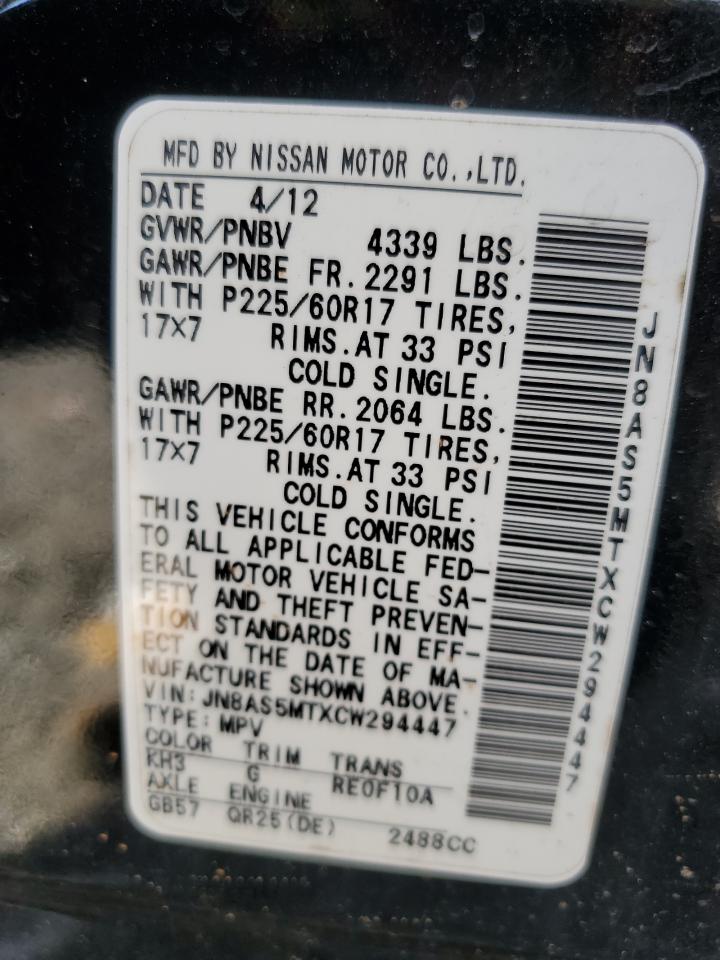 MFD BY NISSAN MOTOR CO.,LTD.
DATE 4/12
GVWR/PNBV 4339 LBS.
GAWR/PNBE FR.2291 LBS.
WITH P225/60R17 TIRES,
17X7 RIMS.AT 33 PSI
COLD SINGLE.
GAWR/PNBE RR.2064 LBS.
WITH P225/60R17 TIRES,
17X7 RIMS.AT 33 PSI
COLD SINGLE.
THIS VEHICLE CONFORMS
TO ALL APPLICABLE FED-
ERAL MOTOR VEHICLE SA-
FETY AND THEFT PREVEN-
TION STANDARDS IN EFF-
ECT ON THE DATE OF MA-
NUFACTURE SHOWN ABOVE.
VIN:JN8AS5MTXCW294447
TYPE:MPV
COLOR TRIM TRANS
KH3 G RE0F10A
AXLE ENGINE
GB57 QR25(DE) 2488CC
JN8AS5MTXCW294447